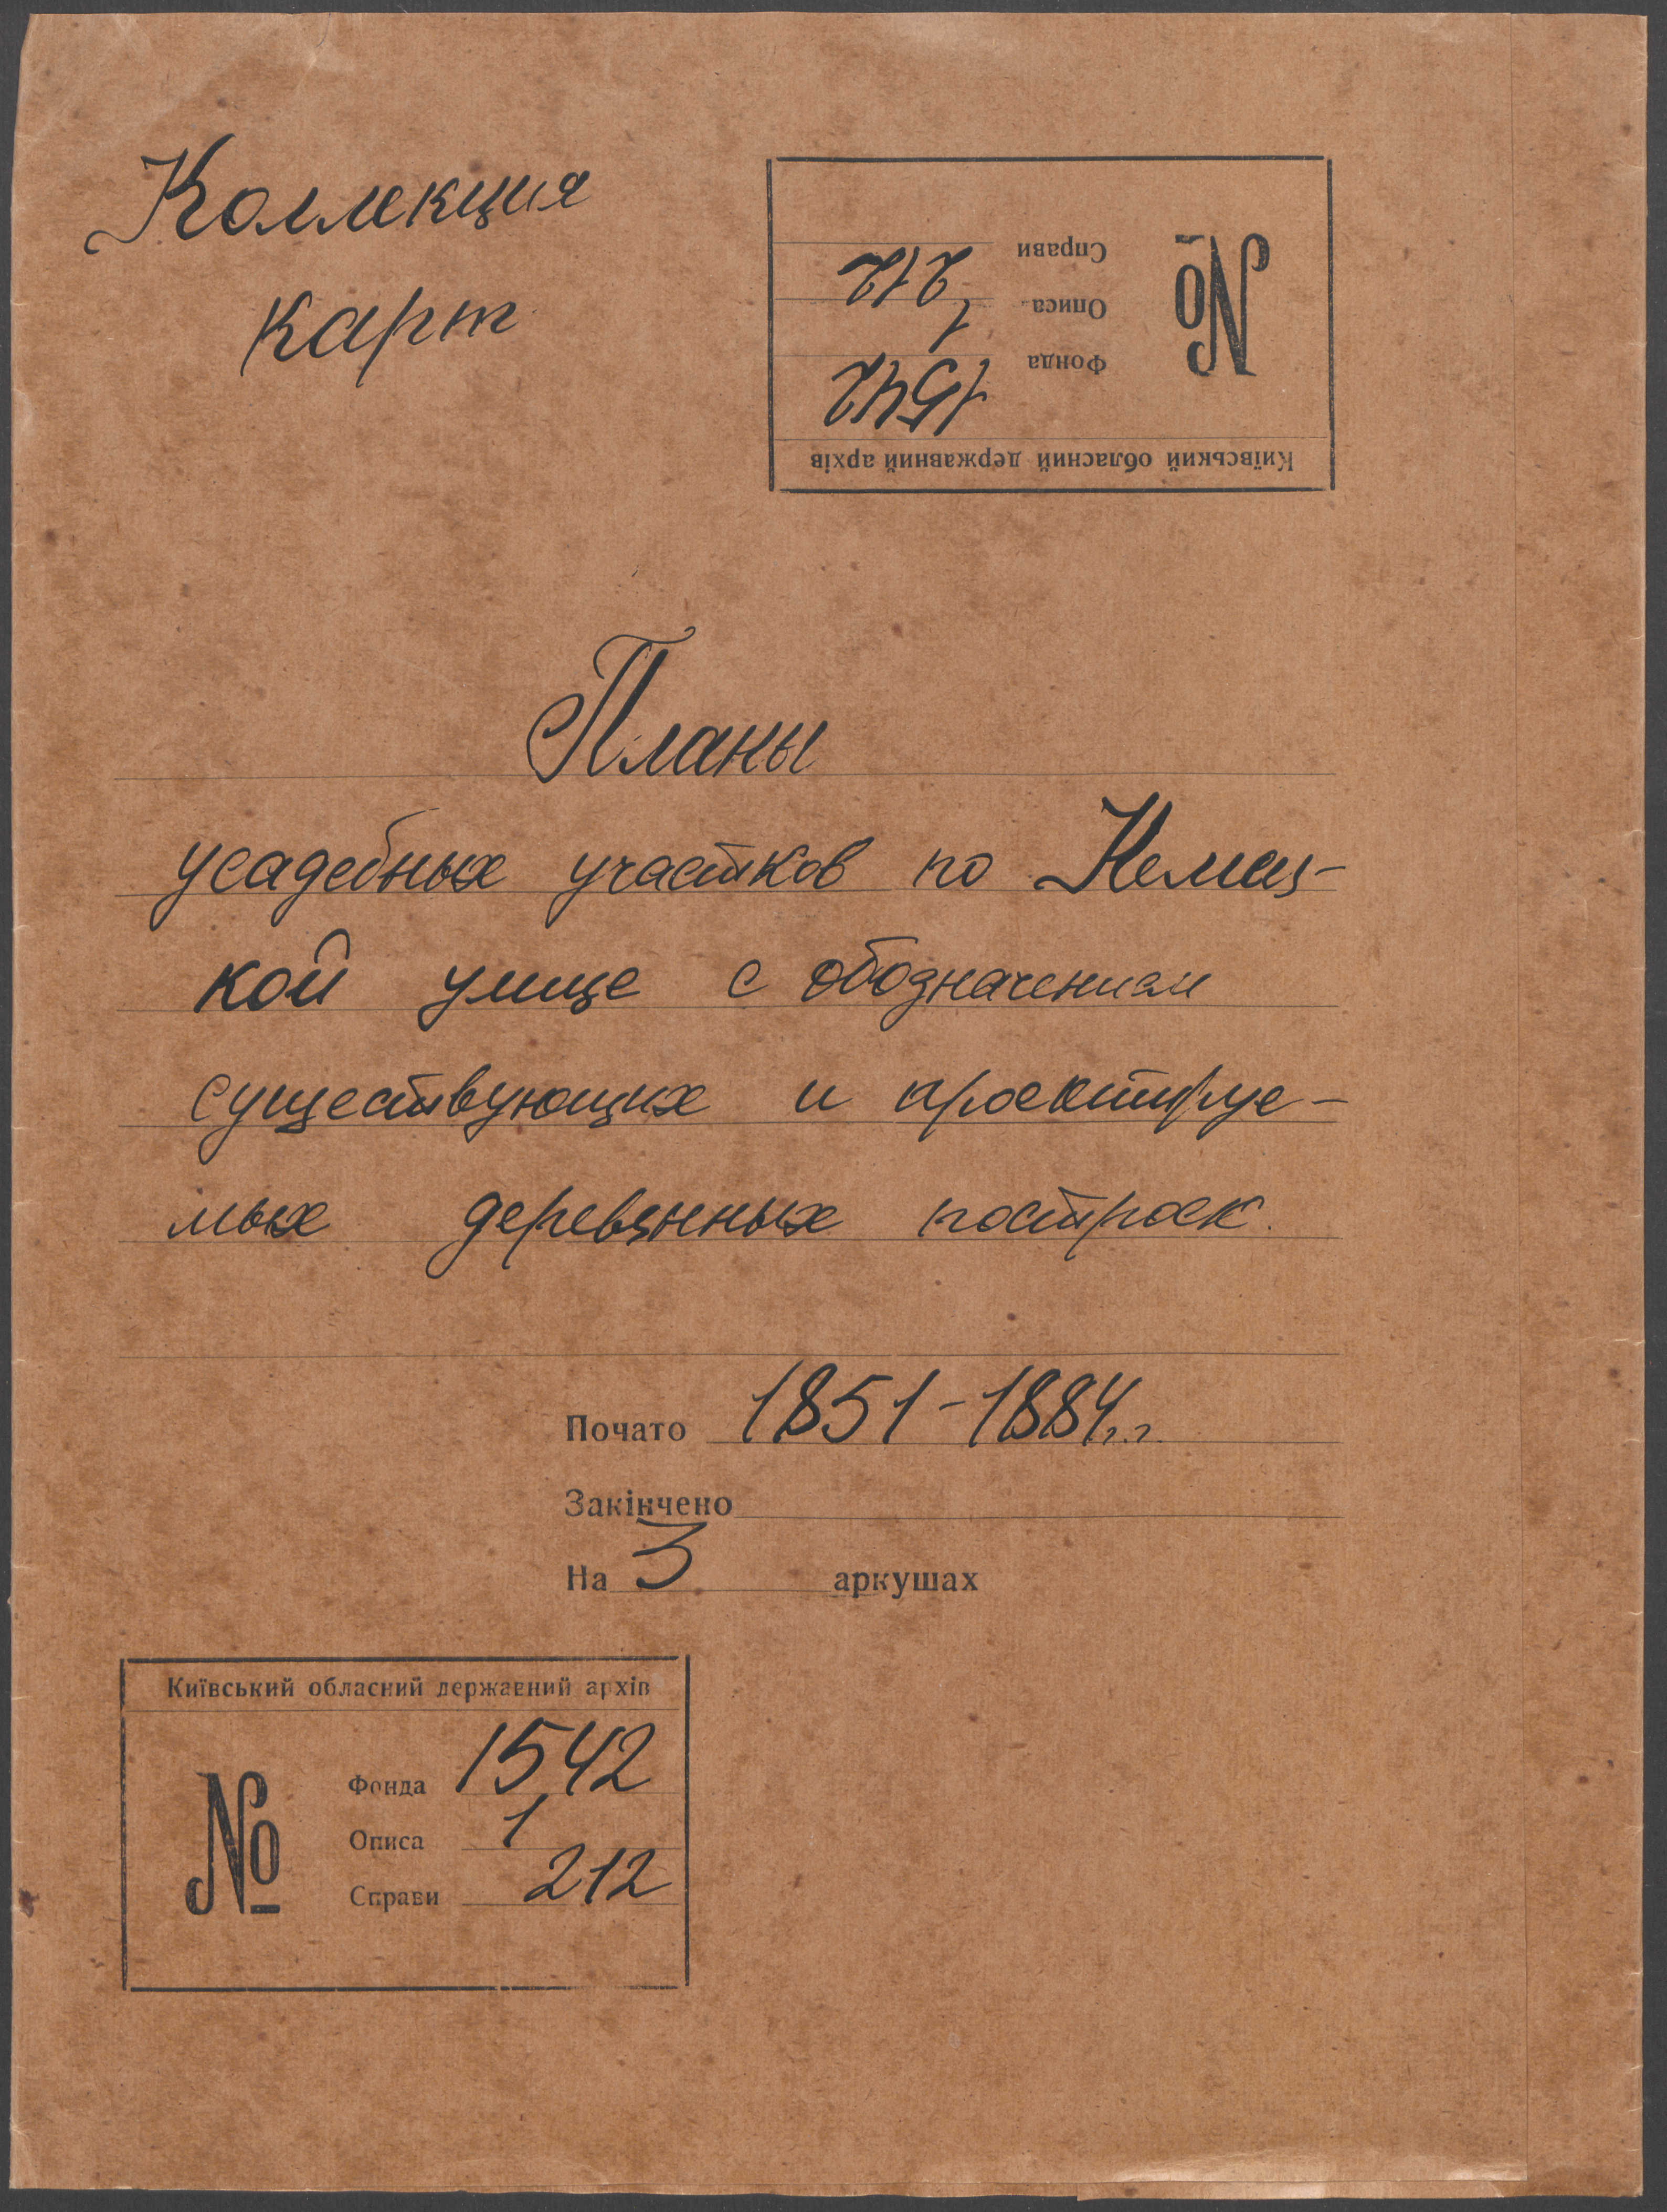 Коллекция
карт
Київський обласний державний архів
№
Фонда 1542
Описа 1
Справи 212
Планы
усадебных участков по Немец-
кой улице с обозначением
существующих и проектируе-
мых деревянных построек.
Почато 1851-1884г.г.
Закінчено
На 3 аркушах
Київський обласний державний архів
№
Фонда 1542
Описа 1
Справи 212